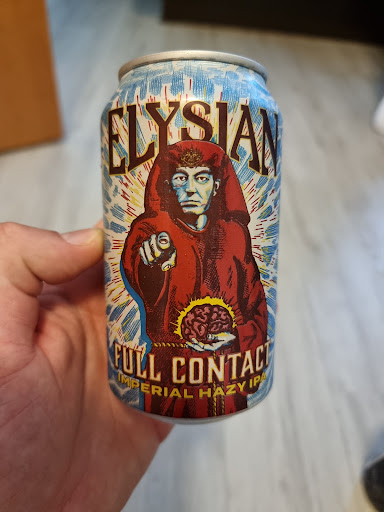 ELYSIAN
FULL CONTACT
IMPERIAL HAZY IPA